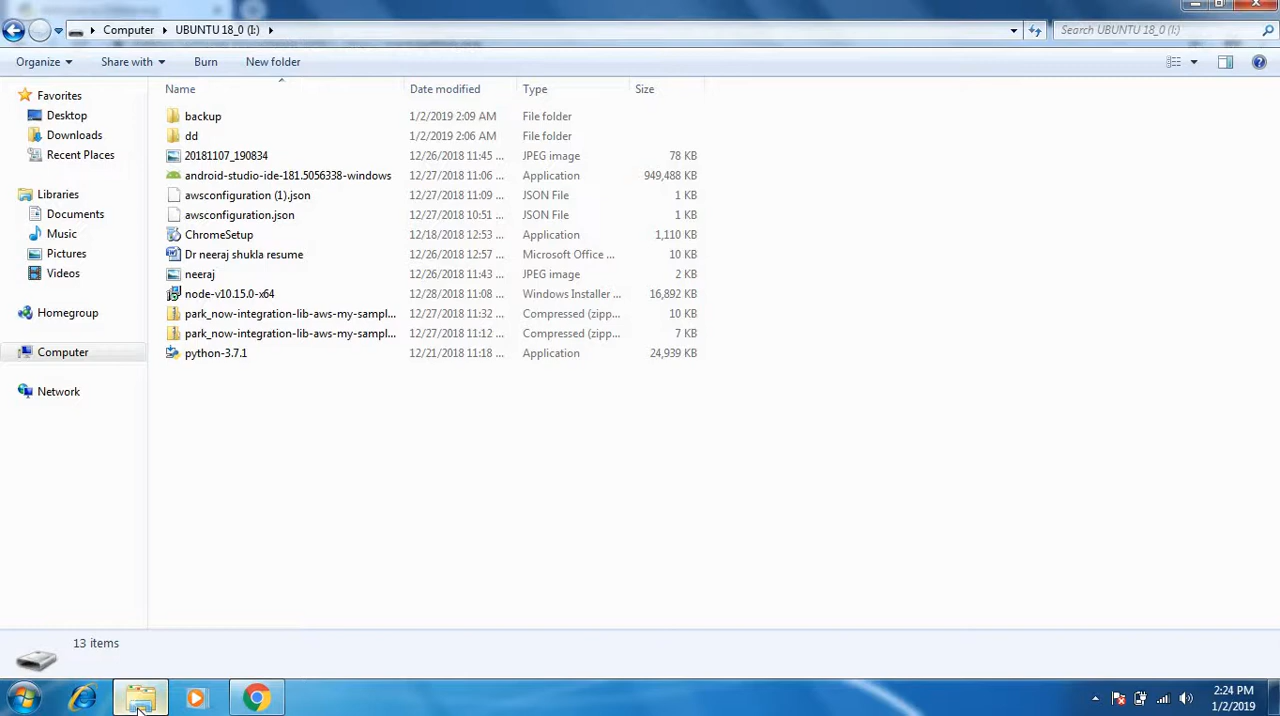 Computer UBUNTU 18_0 (I:) Search UBUNTU 18_0 (I:)
Organize Share with Burn New folder
Name Date modified Type Size
Favorites
Desktop
Downloads
Recent Places
Libraries
Documents
Music
Pictures
Videos
Homegroup
Computer
Network
backup 1/2/2019 2:09 AM File folder
dd 1/2/2019 2:06 AM File folder
20181107_190834 12/26/2018 11:45 ... JPEG image 78 KB
android-studio-ide-181.5056338-windows 12/27/2018 11:06 ... Application 949,488 KB
awsconfiguration (1).json 12/27/2018 11:09 ... JSON File 1 KB
awsconfiguration.json 12/27/2018 10:51 ... JSON File 1 KB
ChromeSetup 12/18/2018 12:53 ... Application 1,110 KB
Dr neeraj shukla resume 12/26/2018 12:57 ... Microsoft Office ... 10 KB
neeraj 12/26/2018 11:43 ... JPEG image 2 KB
node-v10.15.0-x64 12/28/2018 11:08 ... Windows Installer ... 16,892 KB
park_now-integration-lib-aws-my-sampl... 12/27/2018 11:32 ... Compressed (zipp... 10 KB
park_now-integration-lib-aws-my-sampl... 12/27/2018 11:12 ... Compressed (zipp... 7 KB
python-3.7.1 12/21/2018 11:18 ... Application 24,939 KB
13 items
2:24 PM
1/2/2019